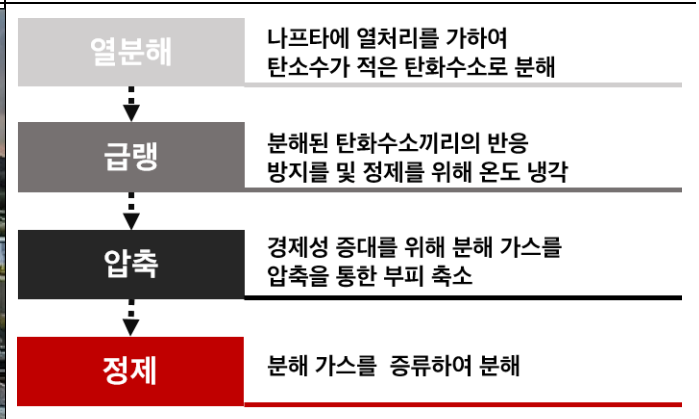 열분해
나프타에 열처리를 가하여
탄소수가 적은 탄화수소로 분해
급랭
분해된 탄화수소끼리의 반응
방지를 및 정제를 위해 온도 냉각
압축
경제성 증대를 위해 분해 가스를
압축을 통한 부피 축소
정제
분해 가스를 증류하여 분해